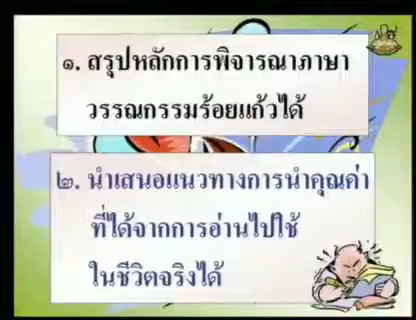 ๑. สรุปหลักการพิจารณาภาษา
วรรณกรรมร้อยแก้วได้
๒. นำเสนอแนวทางการนำคุณค่า
ที่ได้จากการอ่านไปใช้
ในชีวิตจริงได้